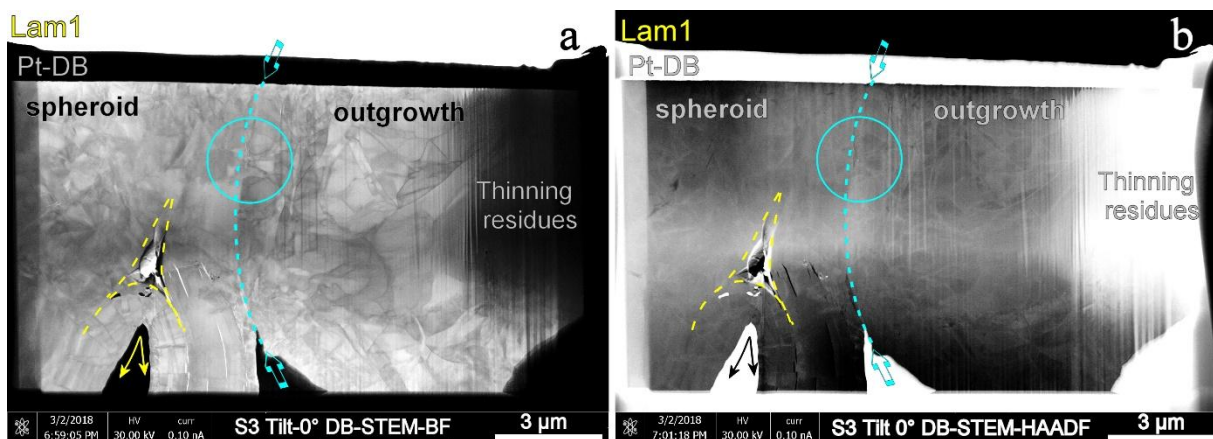 Lam1
a
Pt-DB
spheroid
outgrowth
Thinning
residues
3/2/2018
6:59:05 PM
HV
30.00 kV
curr
0.10 nA
S3 Tilt-0° DB-STEM-BF
3 µm
Lam1
b
Pt-DB
spheroid
outgrowth
Thinning
residues
3/2/2018
7:01:18 PM
HV
30.00 kV
curr
0.10 nA
S3 Tilt 0° DB-STEM-HAADF
3 µm